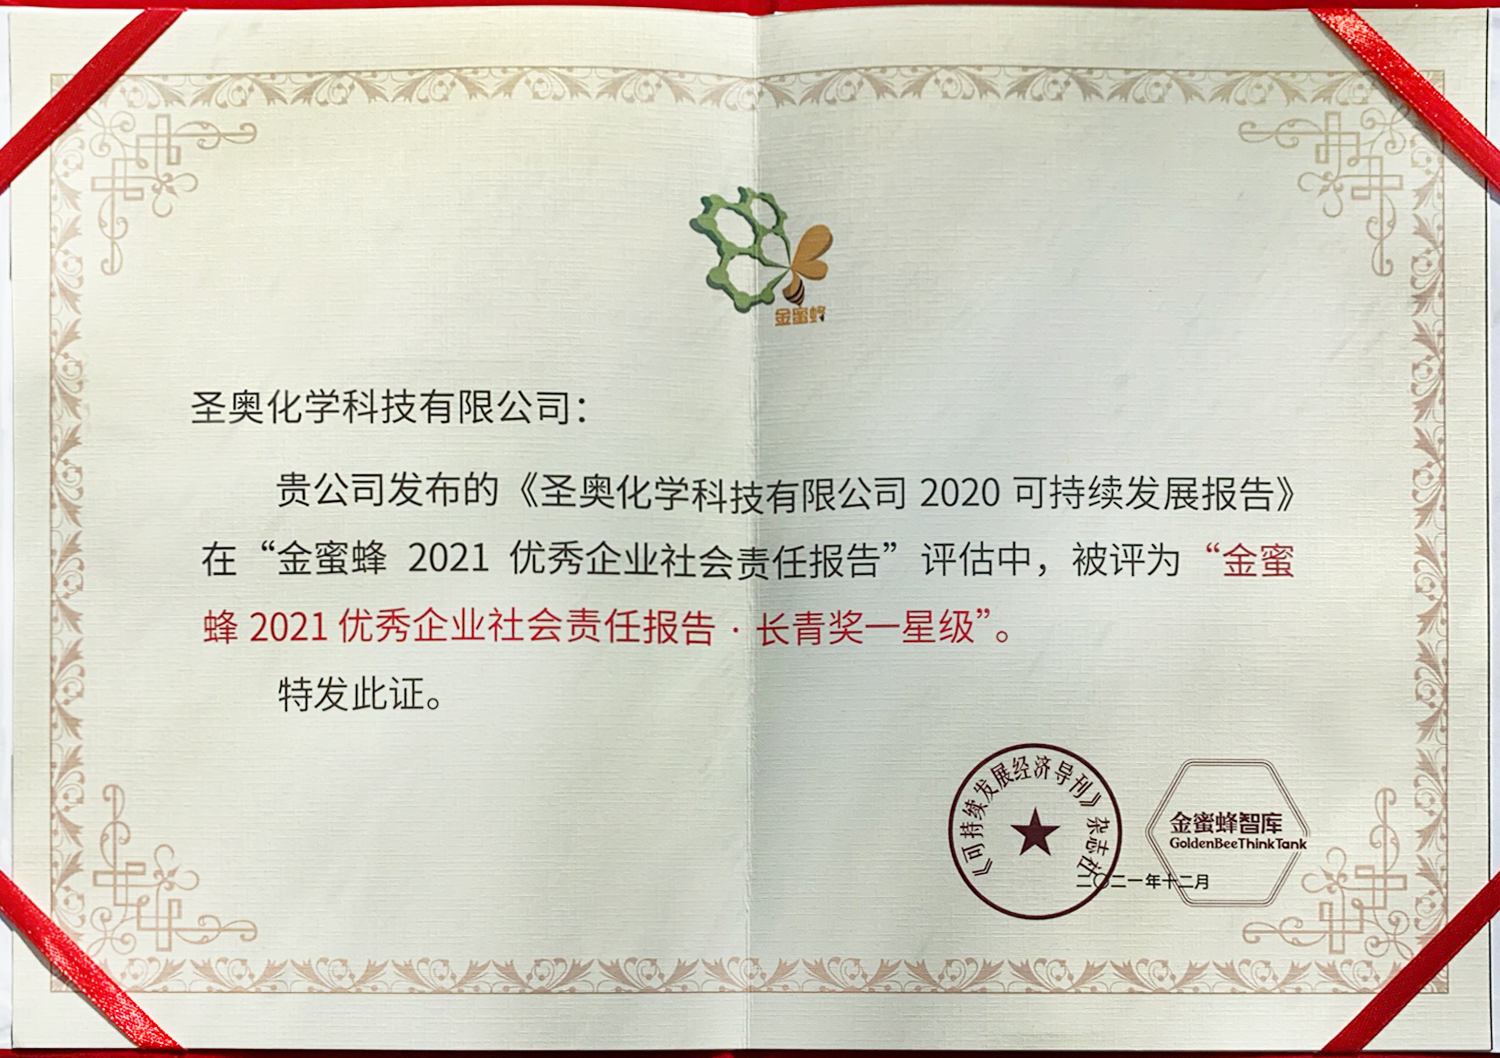 金蜜蜂
圣奥化学科技有限公司：
贵公司发布的《圣奥化学科技有限公司 2020 可持续发展报告》
在“金蜜蜂 2021 优秀企业社会责任报告”评估中，被评为“金蜜
蜂 2021 优秀企业社会责任报告 · 长青奖一星级”。
特发此证。
《可持续发展经济导刊》杂志社
金蜜蜂智库
GoldenBeeThinkTank
二〇二一年十二月